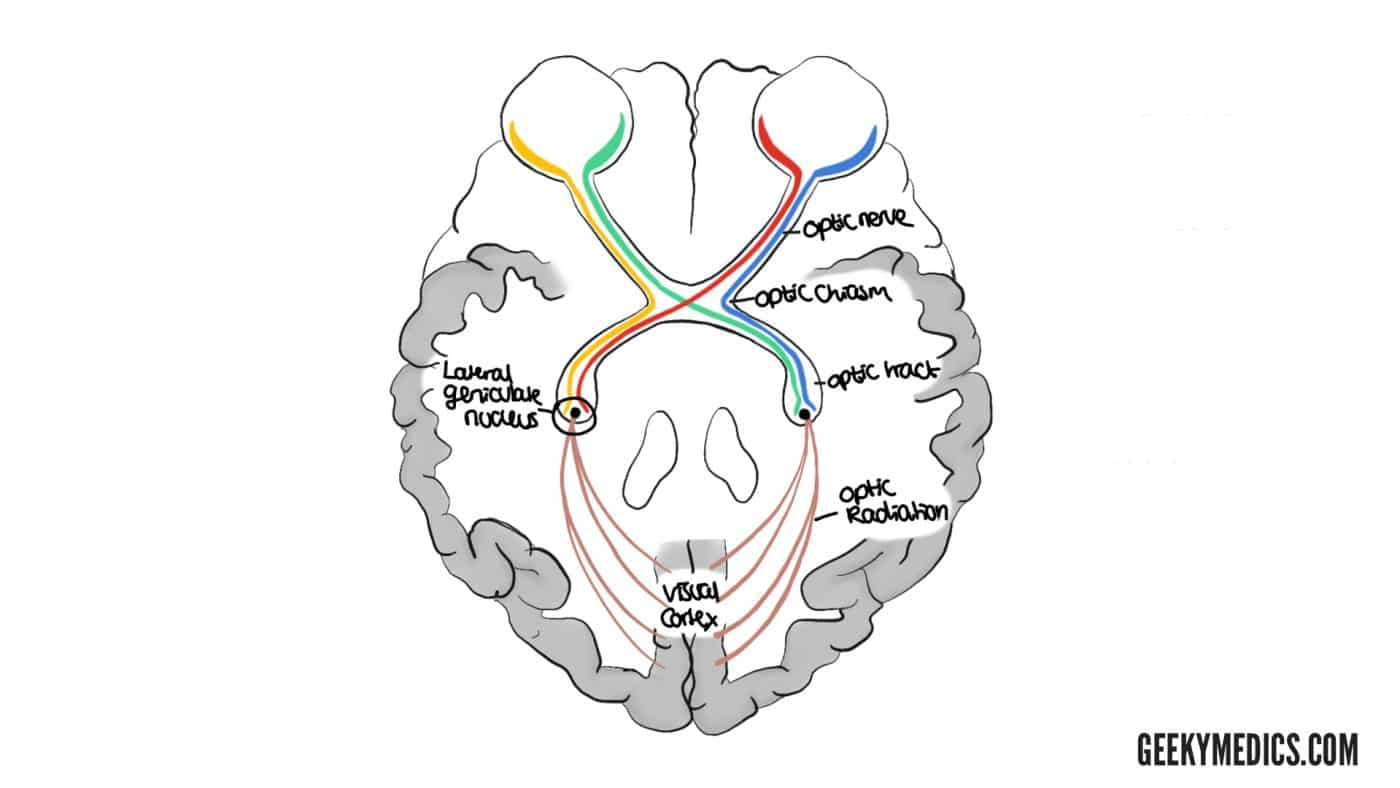 Optic nerve
Optic Chiasm
Optic tract
Lateral
geniculate
nucleus
Optic
Radiation
Visual
Cortex
GEEKYMEDICS.COM